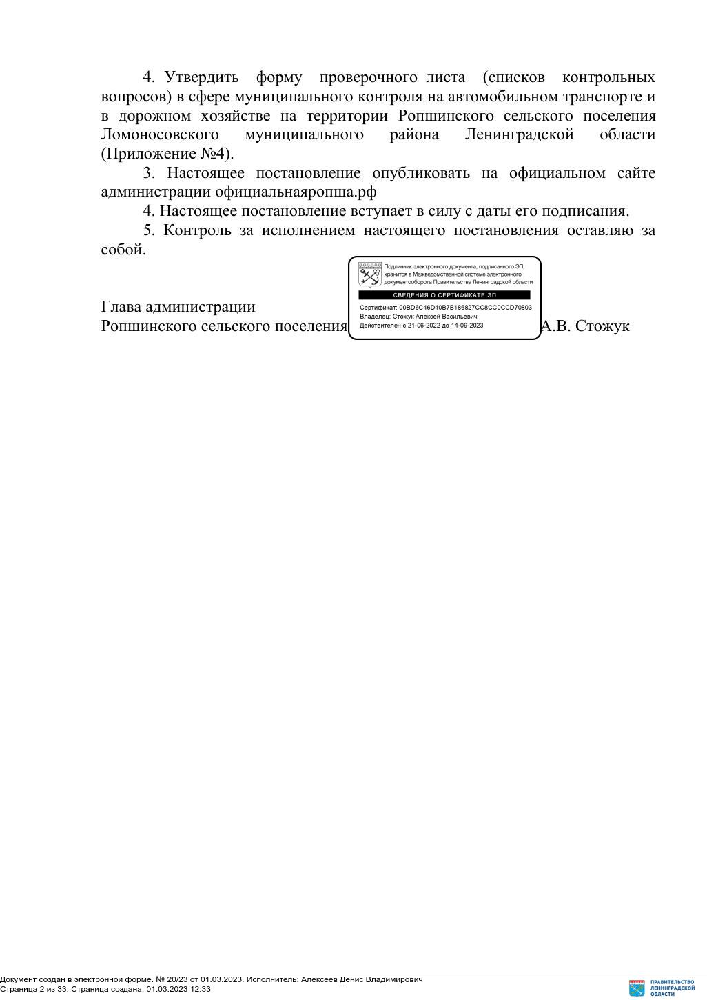 4. Утвердить форму проверочного листа (списков контрольных
вопросов) в сфере муниципального контроля на автомобильном транспорте и
в дорожном хозяйстве на территории Ропшинского сельского поселения
Ломоносовского муниципального района Ленинградской области
(Приложение №4).
3. Настоящее постановление опубликовать на официальном сайте
администрации официальнаяропша.рф
4. Настоящее постановление вступает в силу с даты его подписания.
5. Контроль за исполнением настоящего постановления оставляю за
собой.
Подлинник электронного документа, подписанного ЭП,
хранится в Межведомственной системе электронного
документооборота Правительства Ленинградской области
СВЕДЕНИЯ О СЕРТИФИКАТЕ ЭП
Сертификат: 00BD6C46D40B7B186827CC8CC0CCD70803
Владелец: Стожук Алексей Васильевич
Действителен с 21-06-2022 до 14-09-2023
Глава администрации
Ропшинского сельского поселения А.В. Стожук
Документ создан в электронной форме. № 20/23 от 01.03.2023. Исполнитель: Алексеев Денис Владимирович
Страница 2 из 33. Страница создана: 01.03.2023 12:33
ПРАВИТЕЛЬСТВО
ЛЕНИНГРАДСКОЙ
ОБЛАСТИ